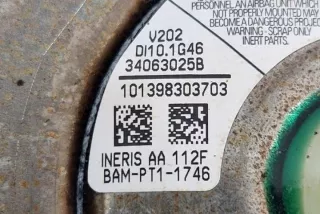 PERSONNEL, AN AIRBAG UNIT WHICH
NOT PROPERLY MOUNTED MAY
BECOME A DANGEROUS PROJEC
WARNING - SCRAP ONLY
INERT PARTS.
V202
DI10.1G46
34063025B
101398303703
INERIS AA 112F
BAM-PT1-1746